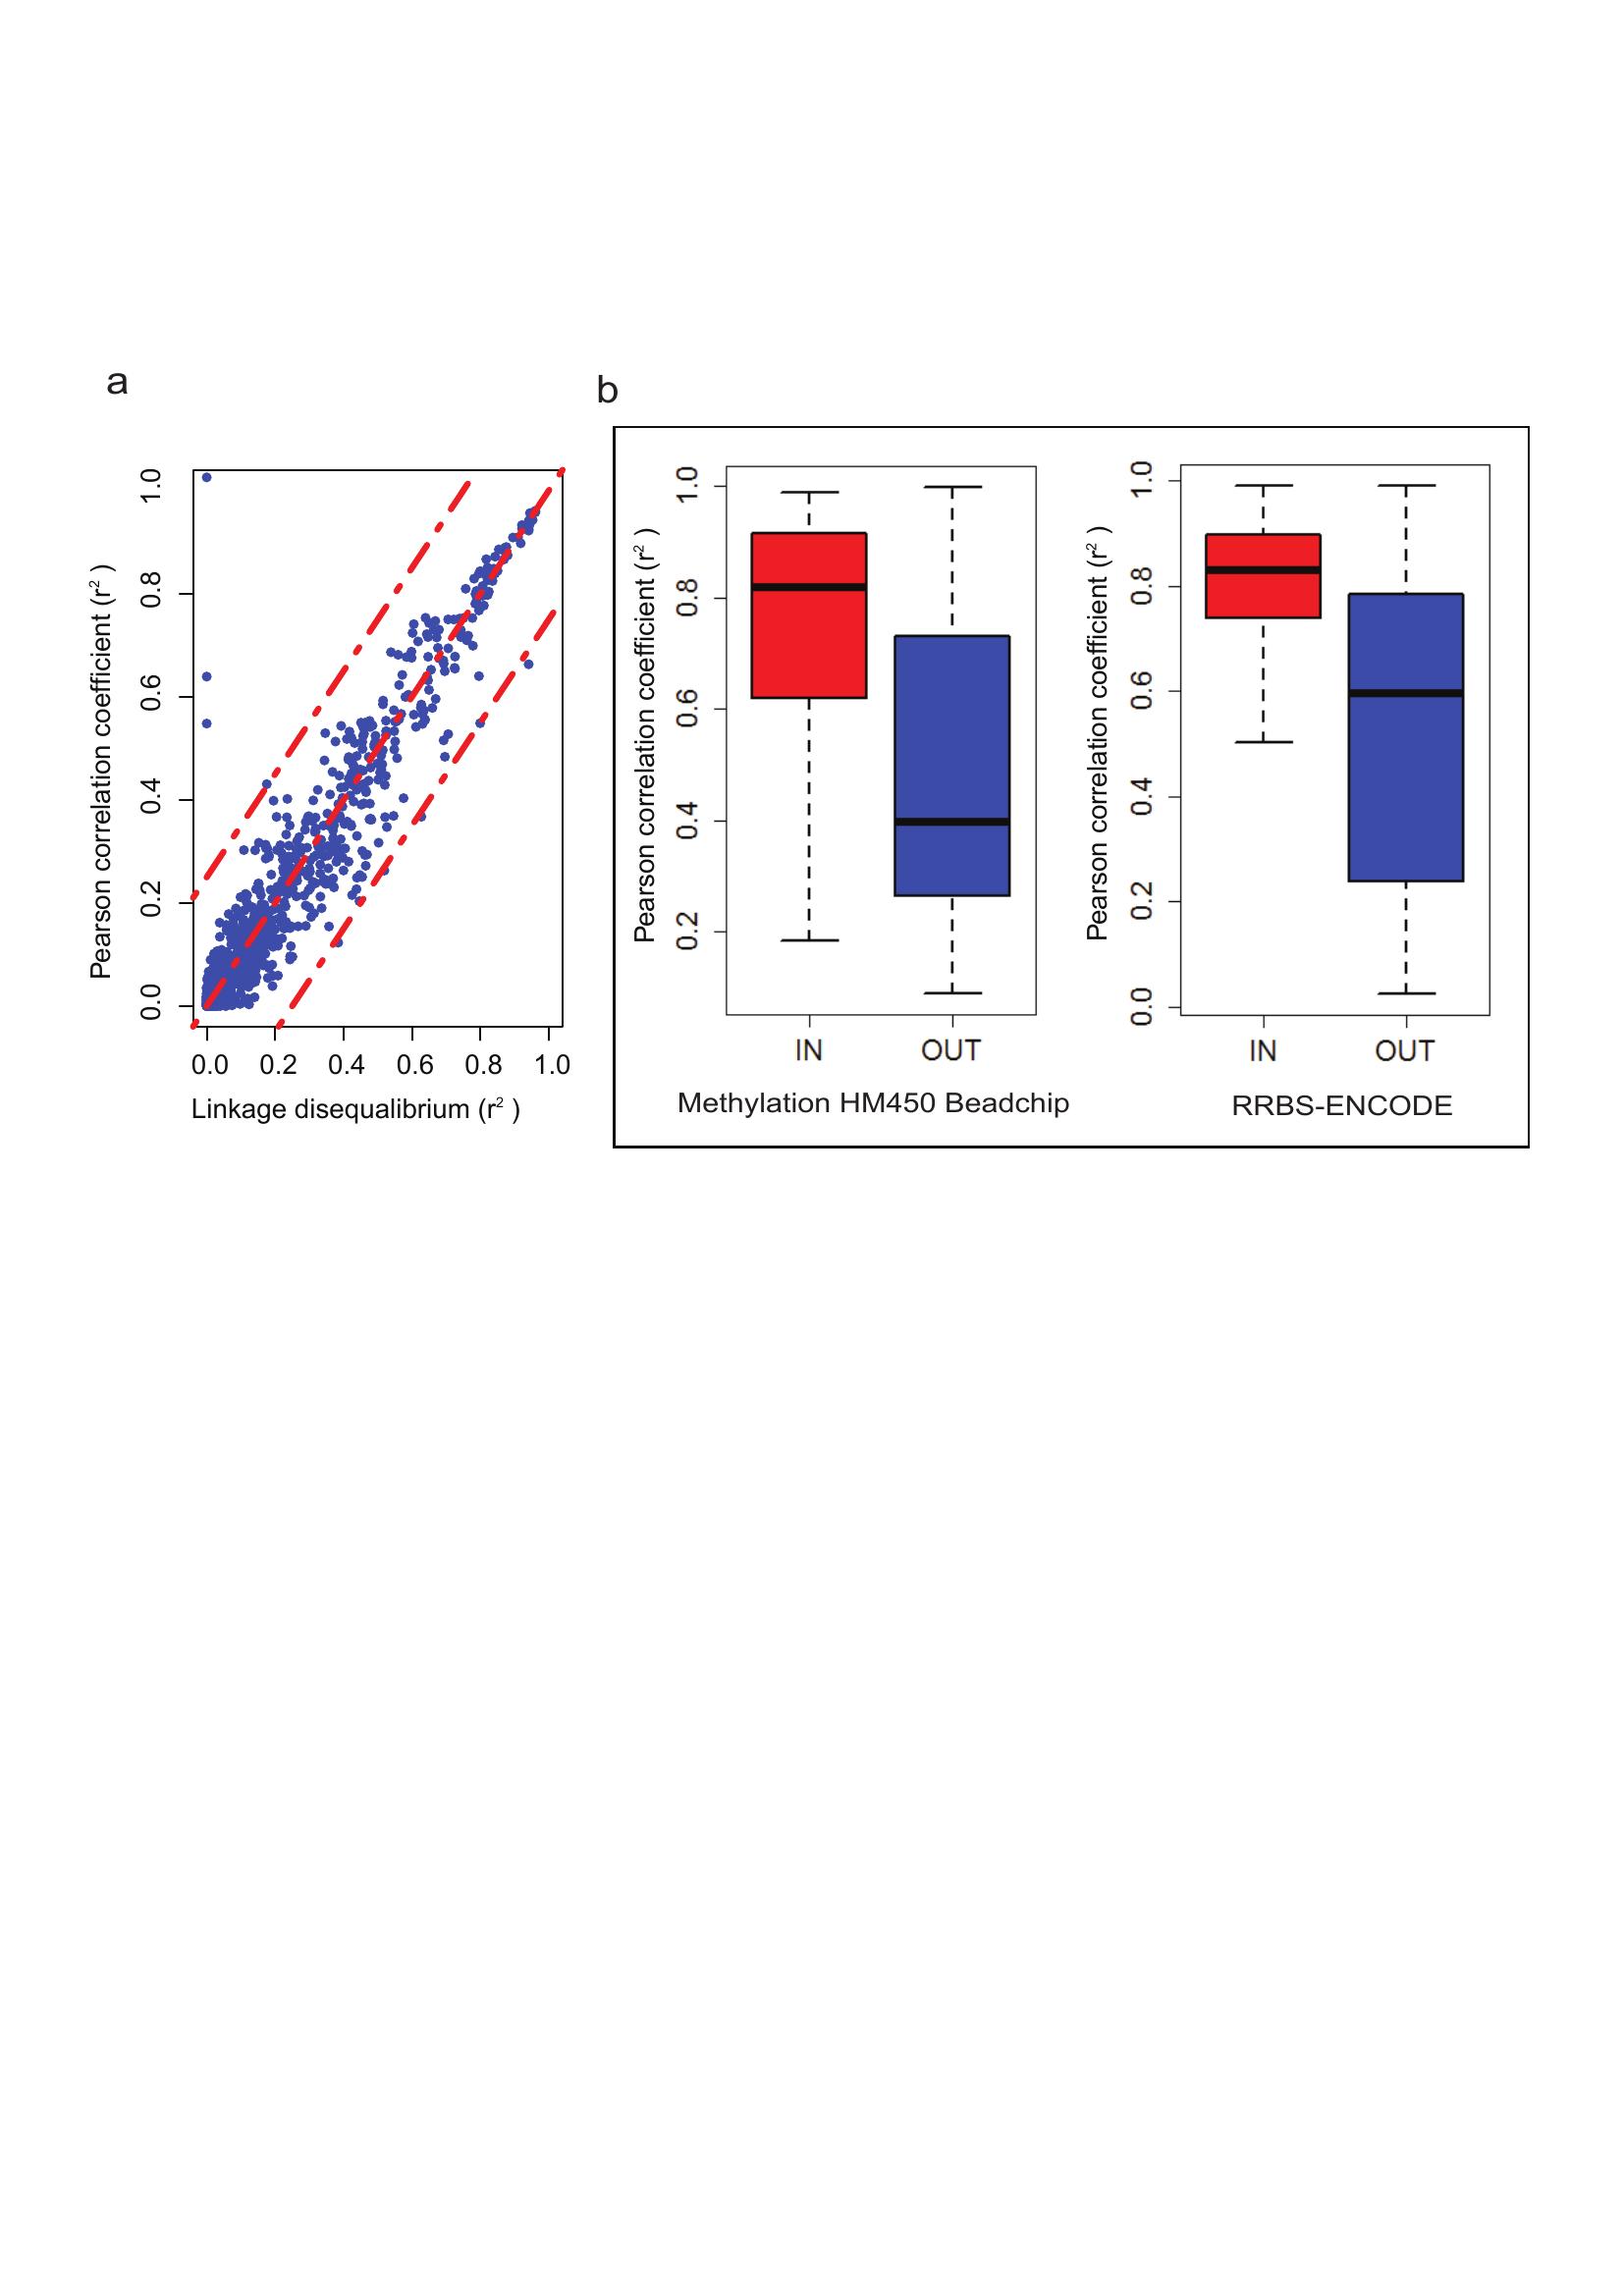 a
b
Pearson correlation coefficient (r² )
1.0
0.8
0.6
0.4
0.2
0.0
0.0 0.2 0.4 0.6 0.8 1.0
Linkage disequalibrium (r² )
Pearson correlation coefficient (r² )
1.0
0.8
0.6
0.4
0.2
IN OUT
Methylation HM450 Beadchip
Pearson correlation coefficient (r² )
1.0
0.8
0.6
0.4
0.2
0.0
IN OUT
RRBS-ENCODE